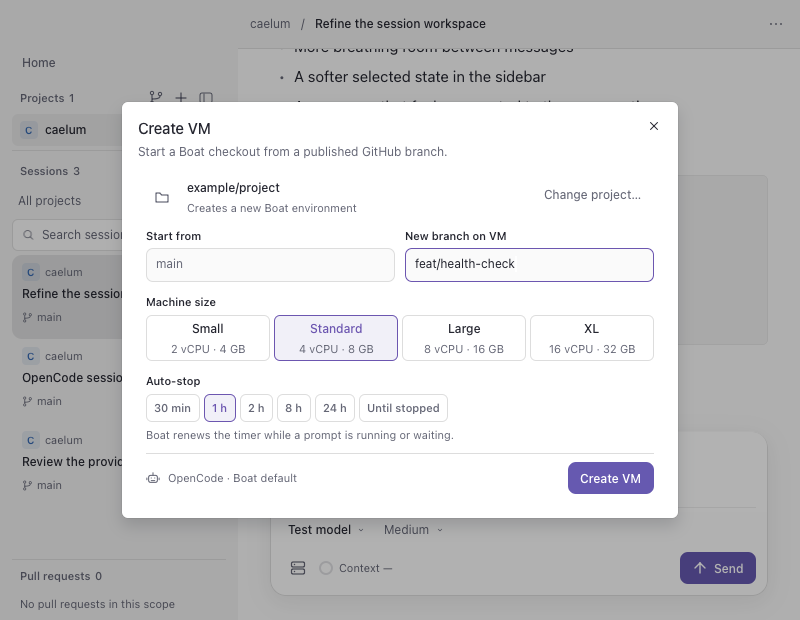 caelum / Refine the session workspace
Home
More breathing room between messages
• A softer selected state in the sidebar
Projects 1
C caelum
Sessions 3
All projects
Search session
C caelum
Refine the session
main
C caelum
OpenCode sessio
main
C caelum
Review the provid
main
Pull requests 0
No pull requests in this scope
Create VM
Start a Boat checkout from a published GitHub branch.
example/project
Creates a new Boat environment
Change project...
Start from
New branch on VM
main
feat/health-check
Machine size
Small
Standard
Large
XL
2 vCPU · 4 GB
4 vCPU · 8 GB
8 vCPU · 16 GB
16 vCPU · 32 GB
Auto-stop
30 min
1 h
2 h
8 h
24 h
Until stopped
Boat renews the timer while a prompt is running or waiting.
OpenCode · Boat default
Create VM
Test model
Medium
Context —
Send